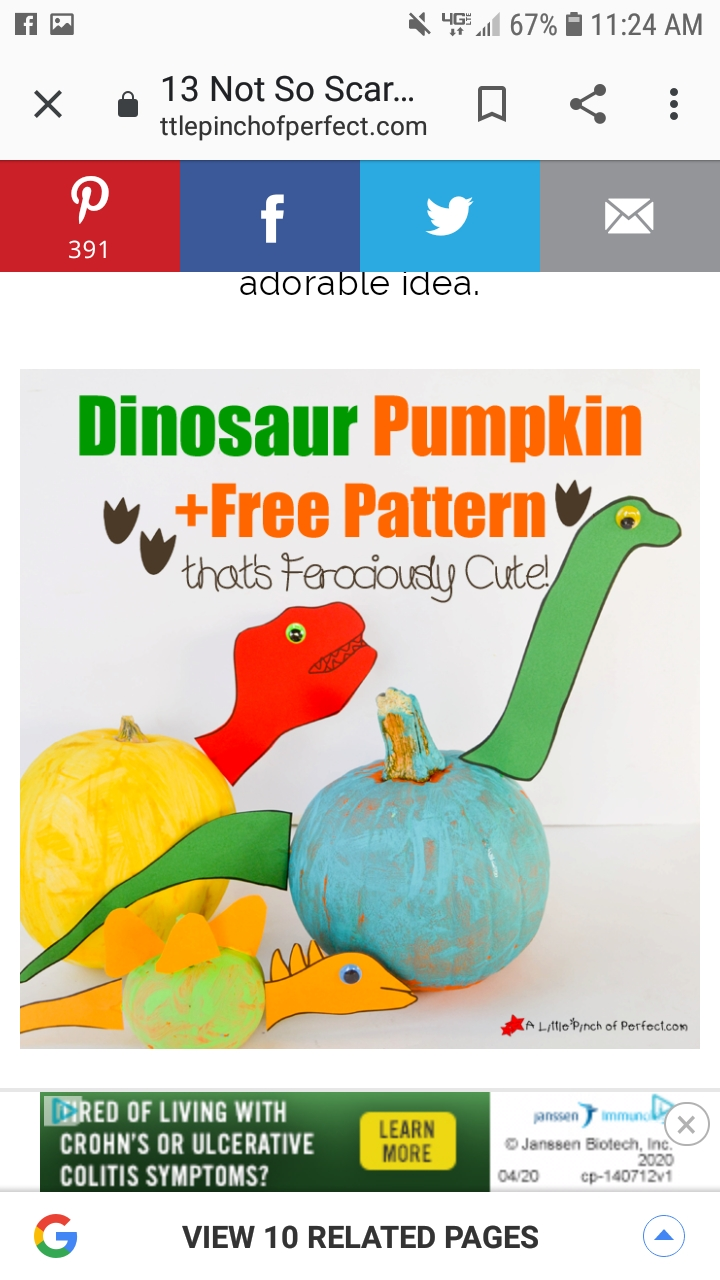 4G LTE 67% 11:24 AM
13 Not So Scar...
ttlepinchofperfect.com
391
adorable idea.
Dinosaur Pumpkin
+Free Pattern
that's Ferociously Cute!
A Little Pinch of Perfect.com
OF LIVING WITH
CROHN'S OR ULCERATIVE
COLITIS SYMPTOMS?
LEARN
MORE
janssen
© Janssen Biotech, Inc.
2020
04/20 cp-140712v1
VIEW 10 RELATED PAGES